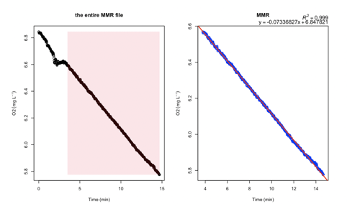 the entire MMR file
O2 (mg L⁻¹)
6.8
6.6
6.4
6.2
6.0
5.8
0
5
10
15
Time (min)
MMR
R² = 0.999
y = -0.07336827x + 6.847821
O2 (mg L⁻¹)
6.6
6.4
6.2
6.0
5.8
4
6
8
10
12
14
Time (min)